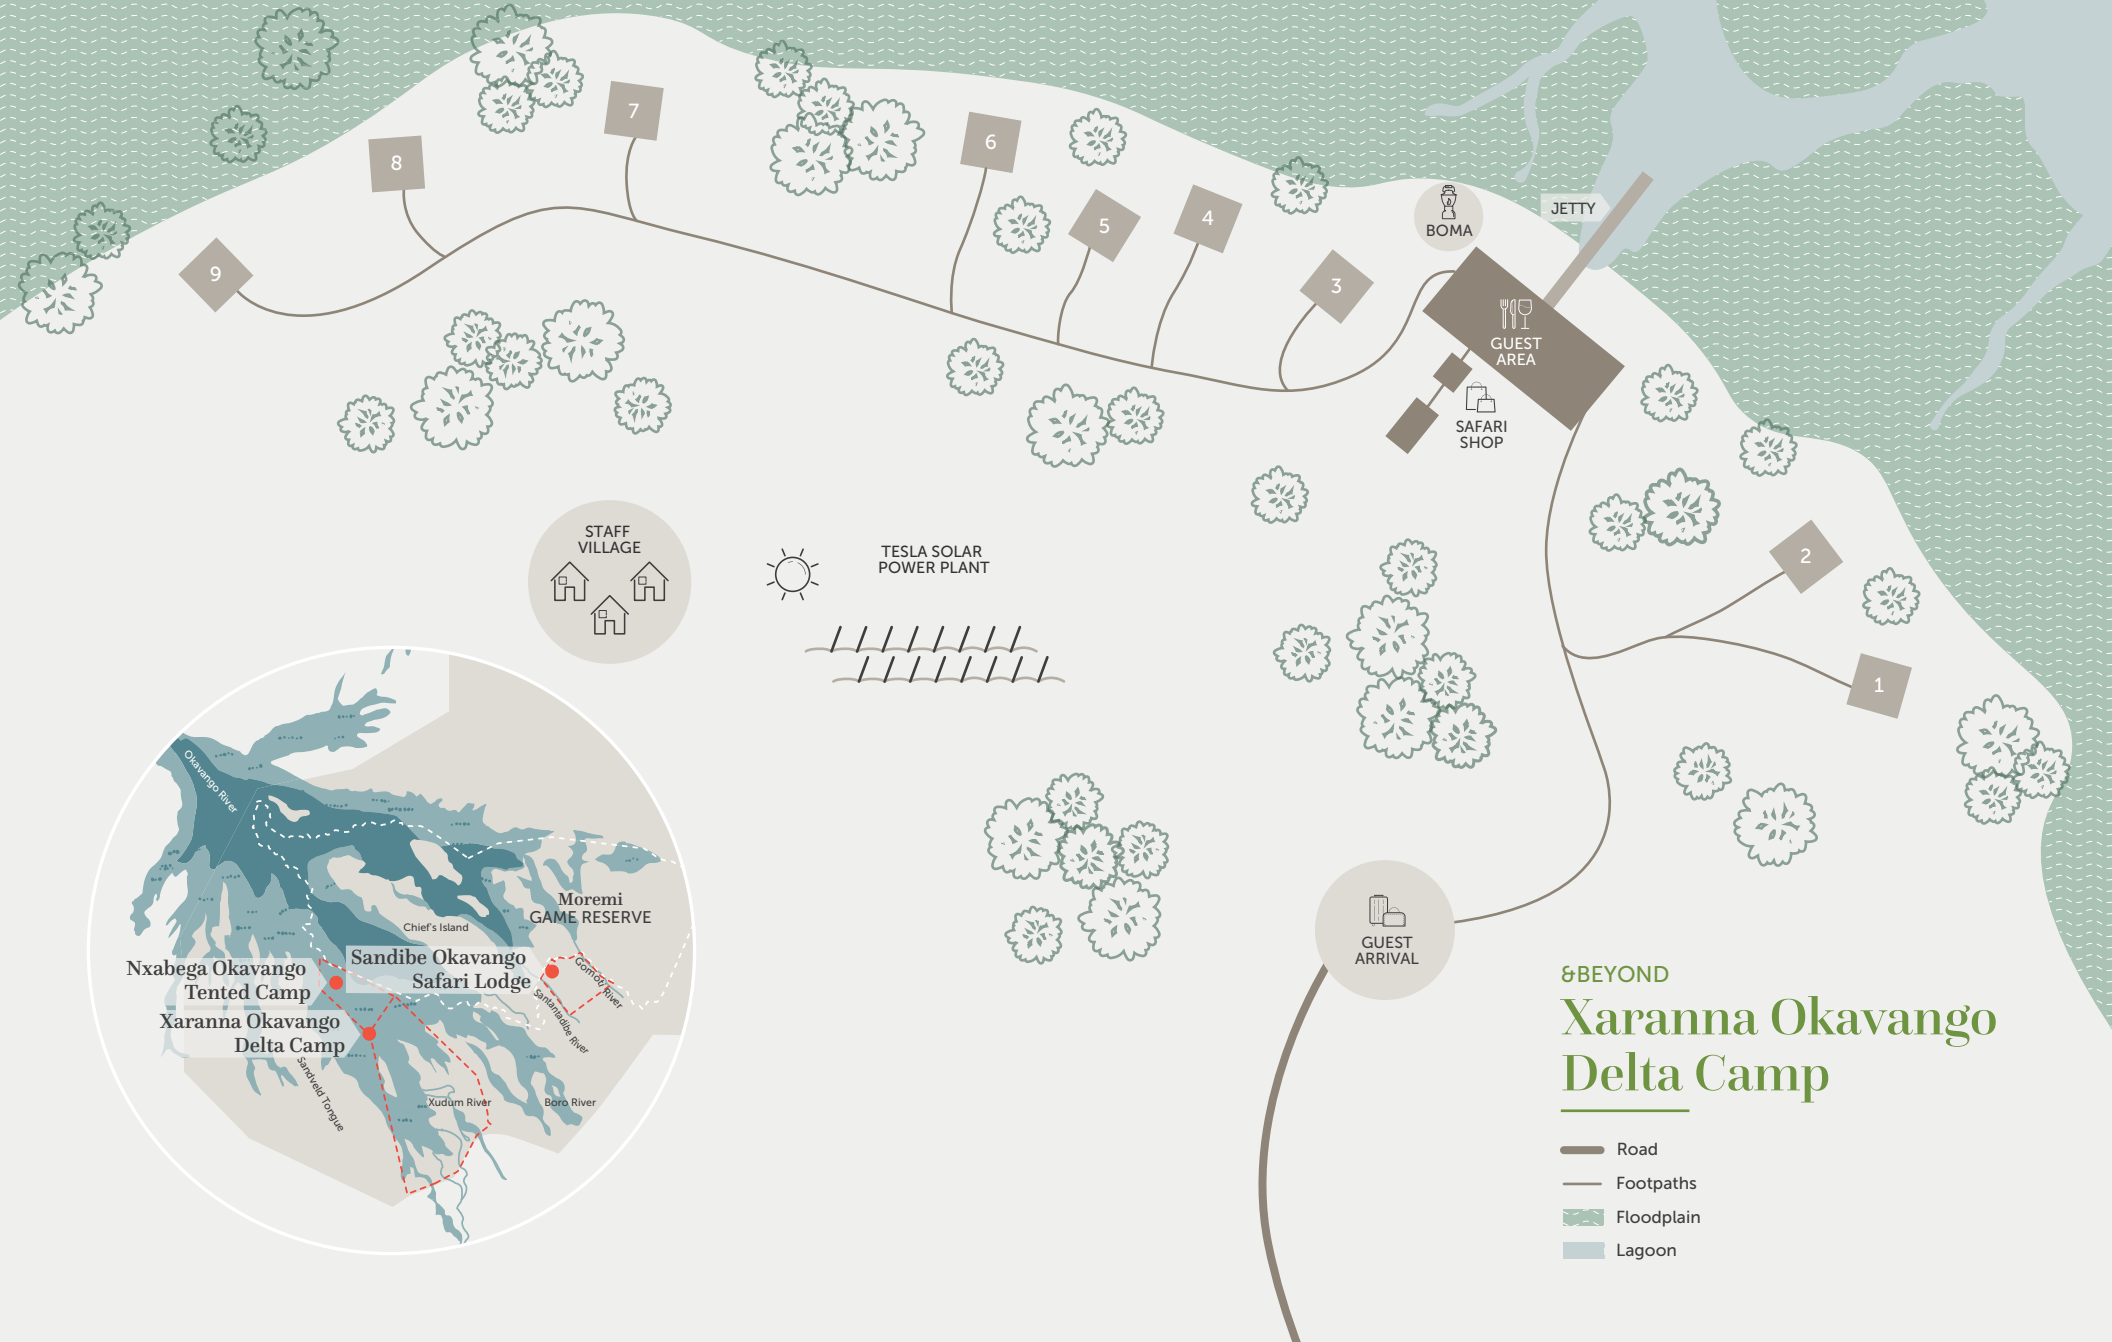 7
8
6
9
5
4
3
BOMA
JETTY
GUEST
AREA
SAFARI
SHOP
STAFF
VILLAGE
TESLA SOLAR
POWER PLANT
2
1
GUEST
ARRIVAL
Okavango River
Moremi
GAME RESERVE
Chief's Island
Nxabega Okavango
Tented Camp
Sandibe Okavango
Safari Lodge
Gomoti River
Santantadibe River
Xaranna Okavango
Delta Camp
Sandveld Tongue
Xudum River
Boro River
&BEYOND
Xaranna Okavango
Delta Camp
Road
Footpaths
Floodplain
Lagoon